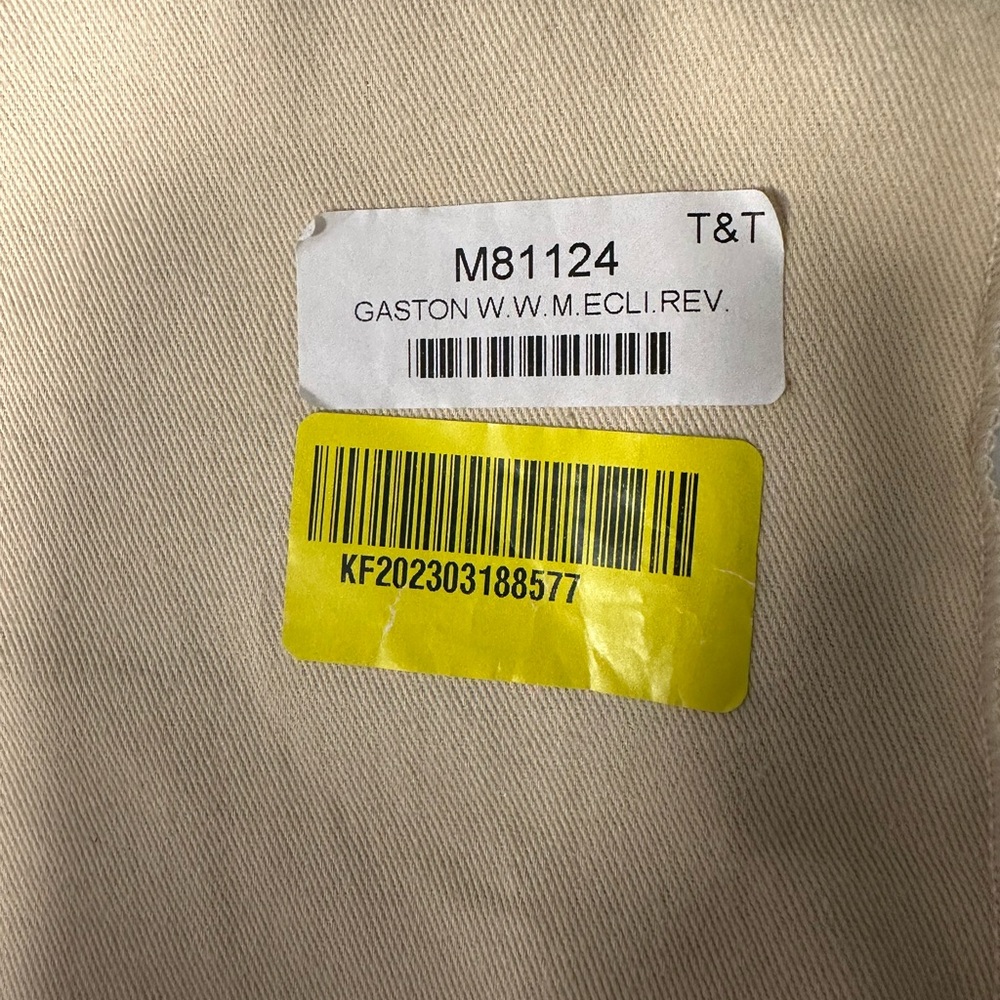 T&T
M81124
GASTON W.W.M.ECLI.REV.
KF202303188577